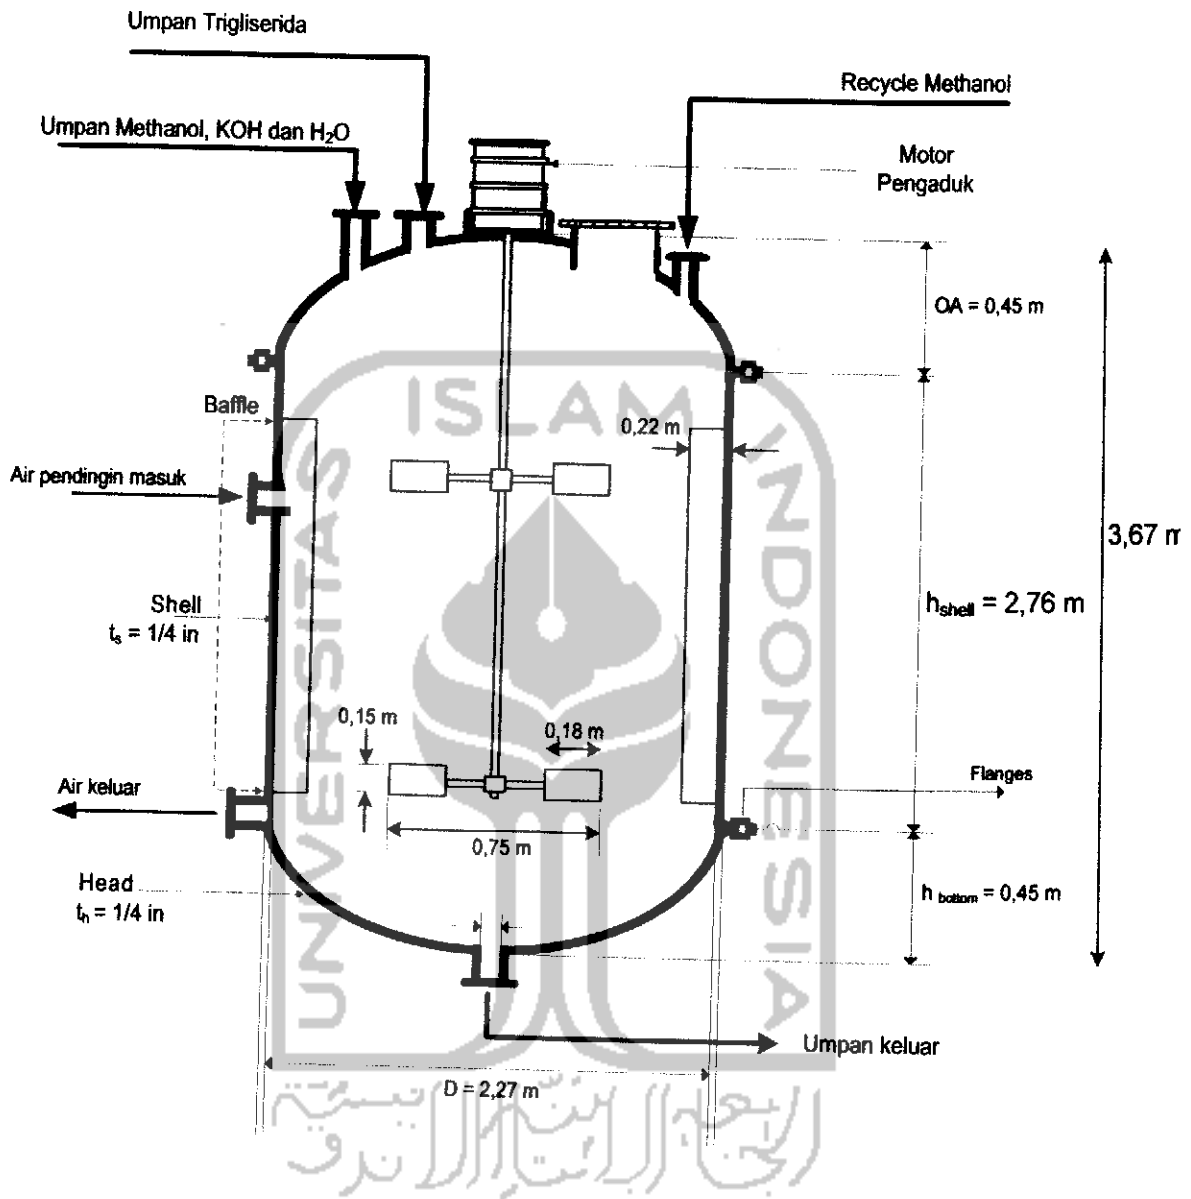 Umpan Trigliserida
Recycle Methanol
Umpan Methanol, KOH dan H₂O
Motor
Pengaduk
OA = 0,45 m
ISLAM
Baffle
0,22 m
Air pendingin masuk
UNIVERSITAS
INDONESIA
3,67 m
Shell
tₛ = 1/4 in
h shell = 2,76 m
0,15 m
0,18 m
Flanges
Air keluar
0,75 m
Head
tₕ = 1/4 in
h bottom = 0,45 m
Umpan keluar
D = 2,27 m